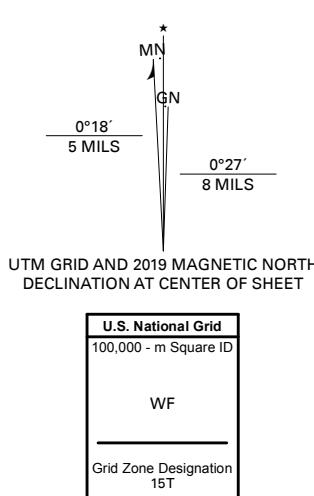 ★
MN
GN
0°18´
5 MILS
0°27´
8 MILS
UTM GRID AND 2019 MAGNETIC NORTH
DECLINATION AT CENTER OF SHEET
U.S. National Grid
100,000 - m Square ID
WF
Grid Zone Designation
15T